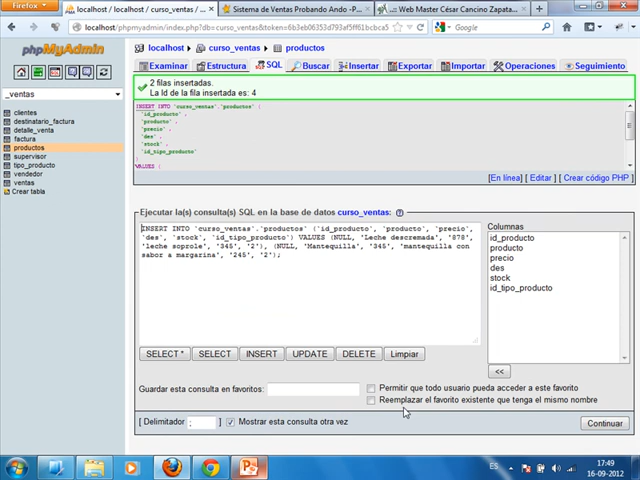 Firefox
localhost / curso_ventas / productos / ...
Sistema de Ventas Probando Ando - P...
..:: Web Master César Cancino Zapata...
localhost/phpmyadmin/index.php?db=curso_ventas&token=6b3eb06353d793af5ff61bcbca5
Google
phpMyAdmin
_ventas
clientes
destinatario_factura
detalle_venta
factura
productos
supervisor
tipo_producto
vendedor
ventas
Crear tabla
localhost
curso_ventas
productos
Examinar
Estructura
SQL
Buscar
Insertar
Exportar
Importar
Operaciones
Seguimiento
2 filas insertadas.
La Id de la fila insertada es: 4
INSERT INTO `curso_ventas`.`productos` (
`id_producto` ,
`producto` ,
`precio` ,
`des` ,
`stock` ,
`id_tipo_producto`
)
VALUES (
[En línea]
[ Editar ]
[ Crear código PHP ]
Ejecutar la(s) consulta(s) SQL en la base de datos curso_ventas:
INSERT INTO `curso_ventas`.`productos` (`id_producto`, `producto`, `precio`,
`des`, `stock`, `id_tipo_producto`) VALUES (NULL, 'Leche descremada', '878',
'leche soprole', '345', '2'), (NULL, 'Mantequilla', '345', 'mantequilla con
sabor a margarina', '245', '2');
Columnas
id_producto
producto
precio
des
stock
id_tipo_producto
SELECT *
SELECT
INSERT
UPDATE
DELETE
Limpiar
<<
Guardar esta consulta en favoritos:
Permitir que todo usuario pueda acceder a este favorito
Reemplazar el favorito existente que tenga el mismo nombre
[ Delimitador ; ]
Mostrar esta consulta otra vez
Continuar
ES
17:49
16-09-2012